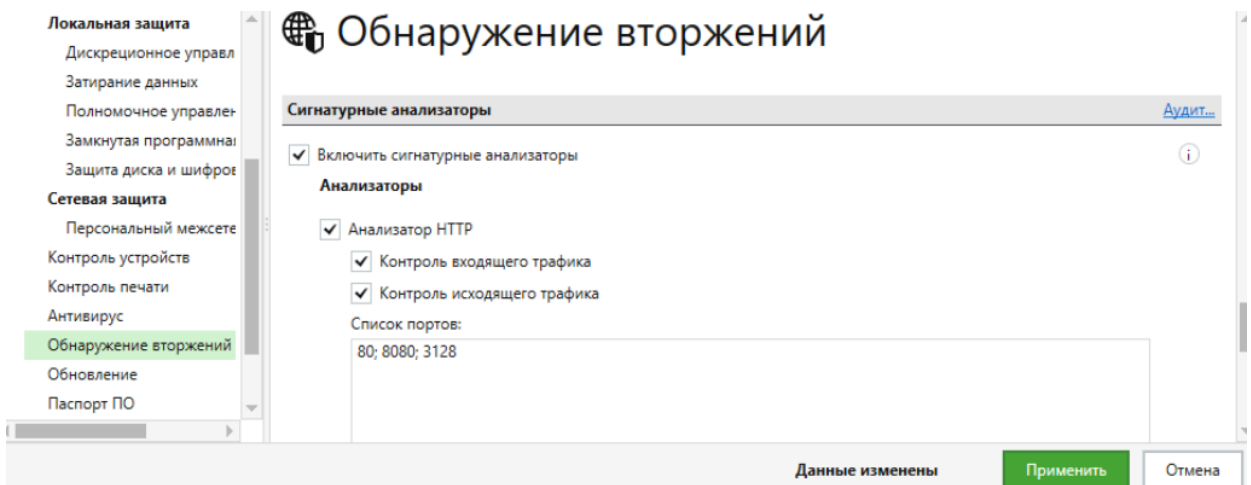 Локальная защита
Дискреционное управл
Затирание данных
Полномочное управлен
Замкнутая программная
Защита диска и шифров
Сетевая защита
Персональный межсете
Контроль устройств
Контроль печати
Антивирус
Обнаружение вторжений
Обновление
Паспорт ПО
Обнаружение вторжений
Сигнатурные анализаторы Аудит...
Включить сигнатурные анализаторы
Анализаторы
Анализатор HTTP
Контроль входящего трафика
Контроль исходящего трафика
Список портов:
80; 8080; 3128
Данные изменены Применить Отмена